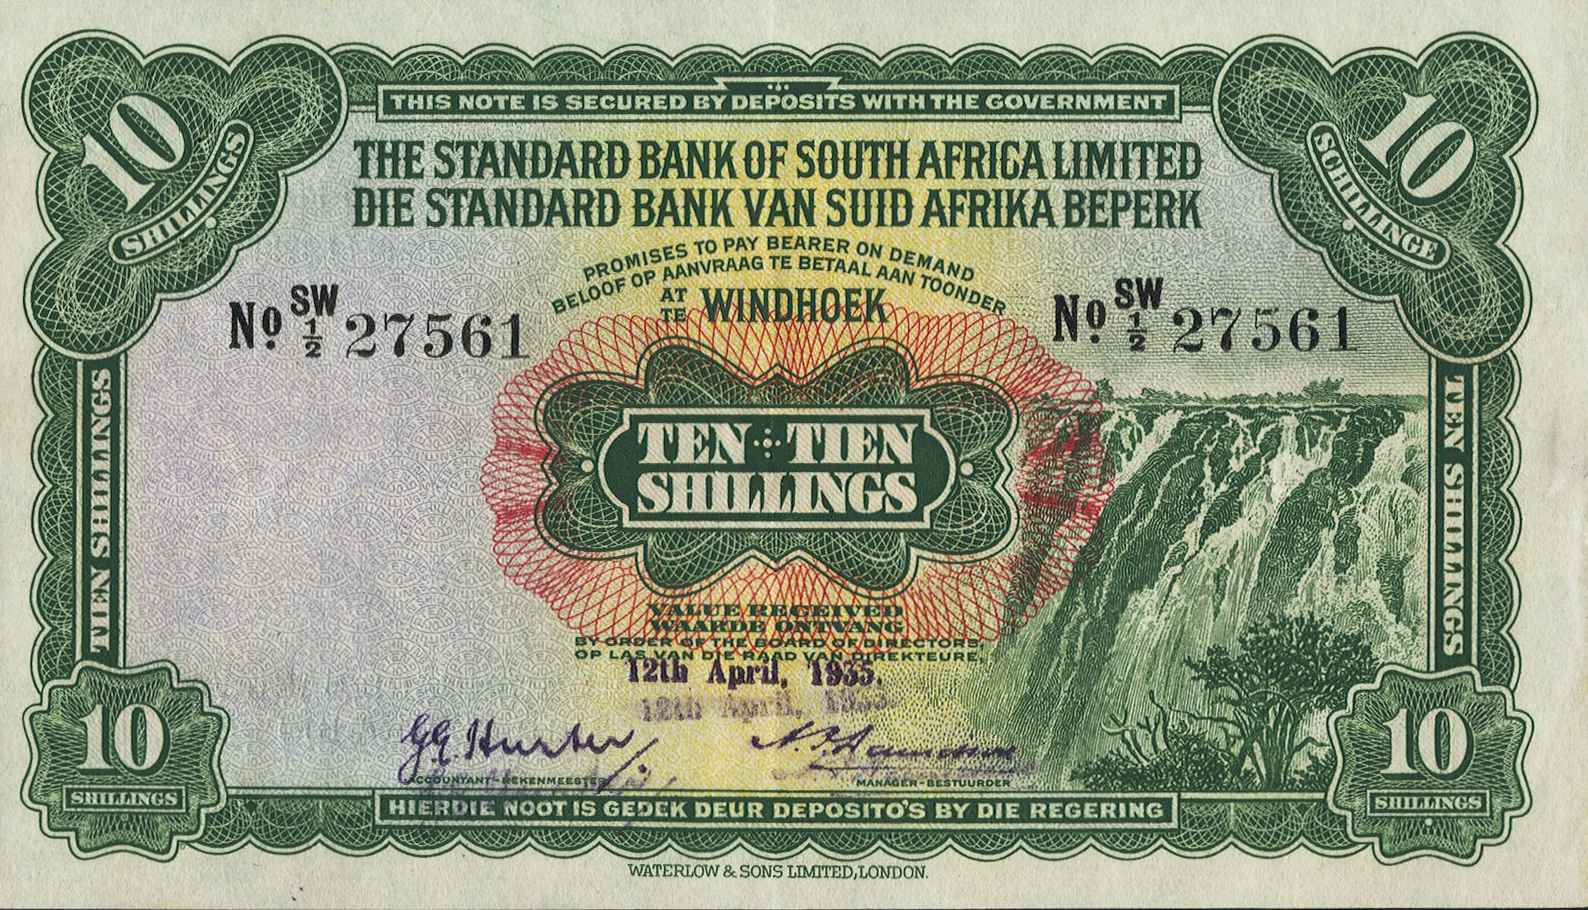 THIS NOTE IS SECURED BY DEPOSITS WITH THE GOVERNMENT
10
SHILLINGS
10
SCHILLINGE
THE STANDARD BANK OF SOUTH AFRICA LIMITED
DIE STANDARD BANK VAN SUID AFRIKA BEPERK
PROMISES TO PAY BEARER ON DEMAND
BELOOF OP AANVRAAG TE BETAAL AAN TOONDER
AT
TE WINDHOEK
No. SW 1/2 27561
No. SW 1/2 27561
TEN TIEN
SHILLINGS
TEN SHILLINGS
TEN SHILLINGS
VALUE RECEIVED
WAARDE ONTVANG
BY ORDER OF THE BOARD OF DIRECTORS,
OP LAS VAN DIE RAAD VAN DIREKTEURE,
12th April, 1955.
12th April, 1955.
ACCOUNTANT-REKENMEESTER
MANAGER-BESTUURDER
10
SHILLINGS
10
SHILLINGS
HIERDIE NOOT IS GEDEK DEUR DEPOSITO'S BY DIE REGERING
WATERLOW & SONS LIMITED, LONDON.